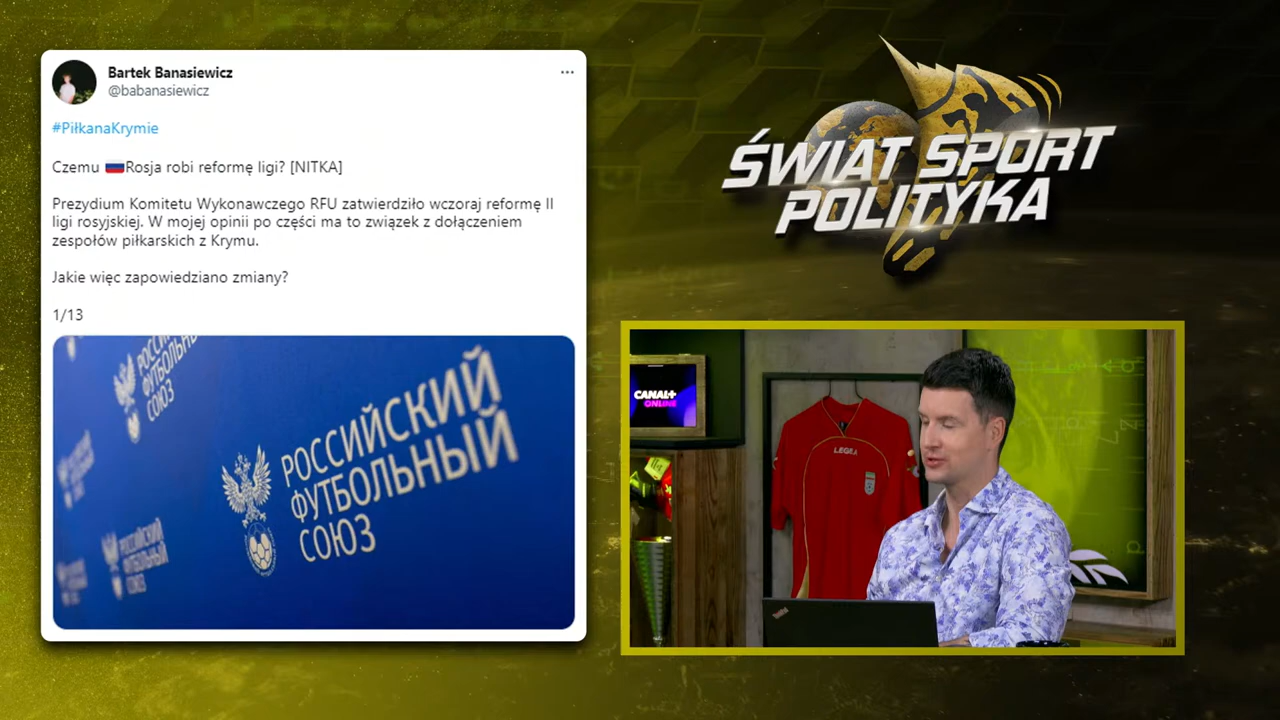 Bartek Banasiewicz
@babanasiewicz
#PiłkanaKrymie
Czemu 🇷🇺Rosja robi reformę ligi? [NITKA]
Prezydium Komitetu Wykonawczego RFU zatwierdziło wczoraj reformę II
ligi rosyjskiej. W mojej opinii po części ma to związek z dołączeniem
zespołów piłkarskich z Krymu.
Jakie więc zapowiedziano zmiany?
1/13
РОССИЙСКИЙ
ФУТБОЛЬНЫЙ
СОЮЗ
ŚWIAT SPORT
POLITYKA
CANAL+
ONLINE
LEGEA